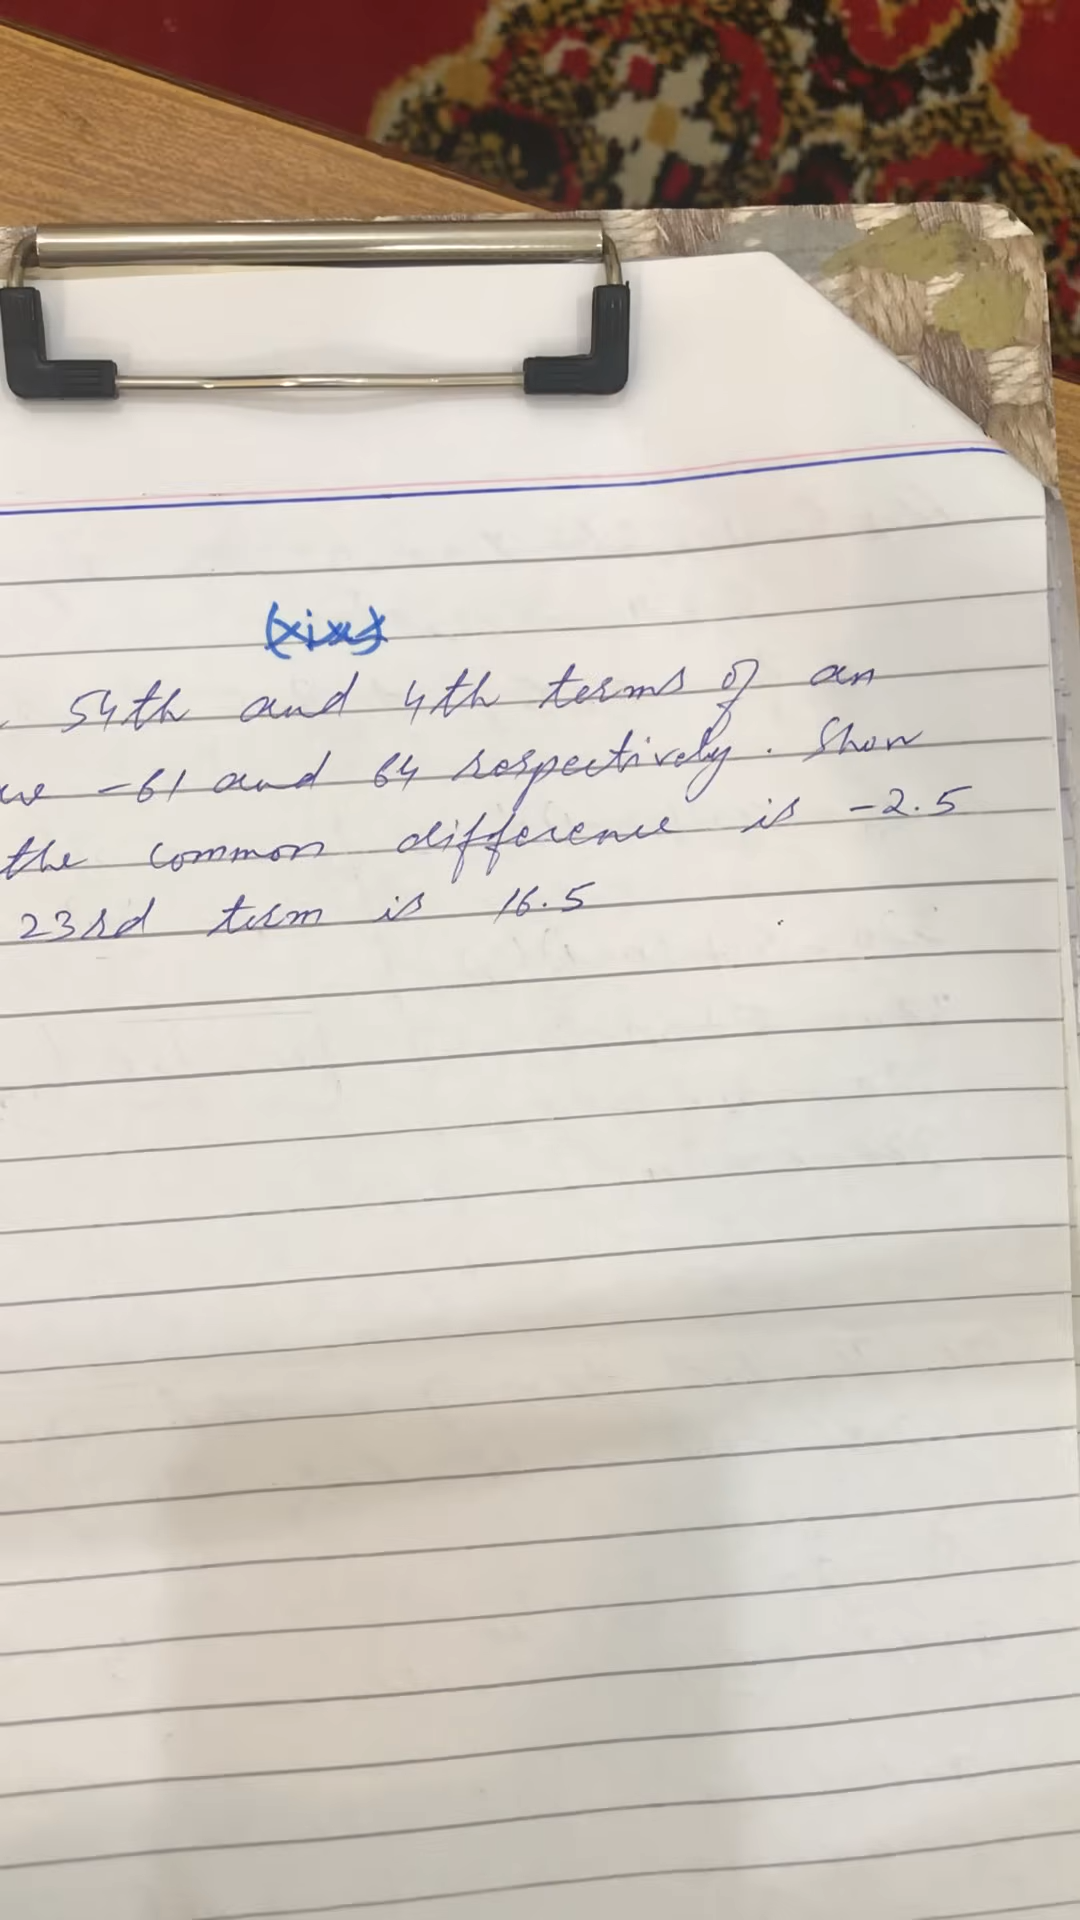 (xix)
54th and 4th terms of an
-61 and 64 respectively. Show
the common difference is -2.5
23rd term is 16.5